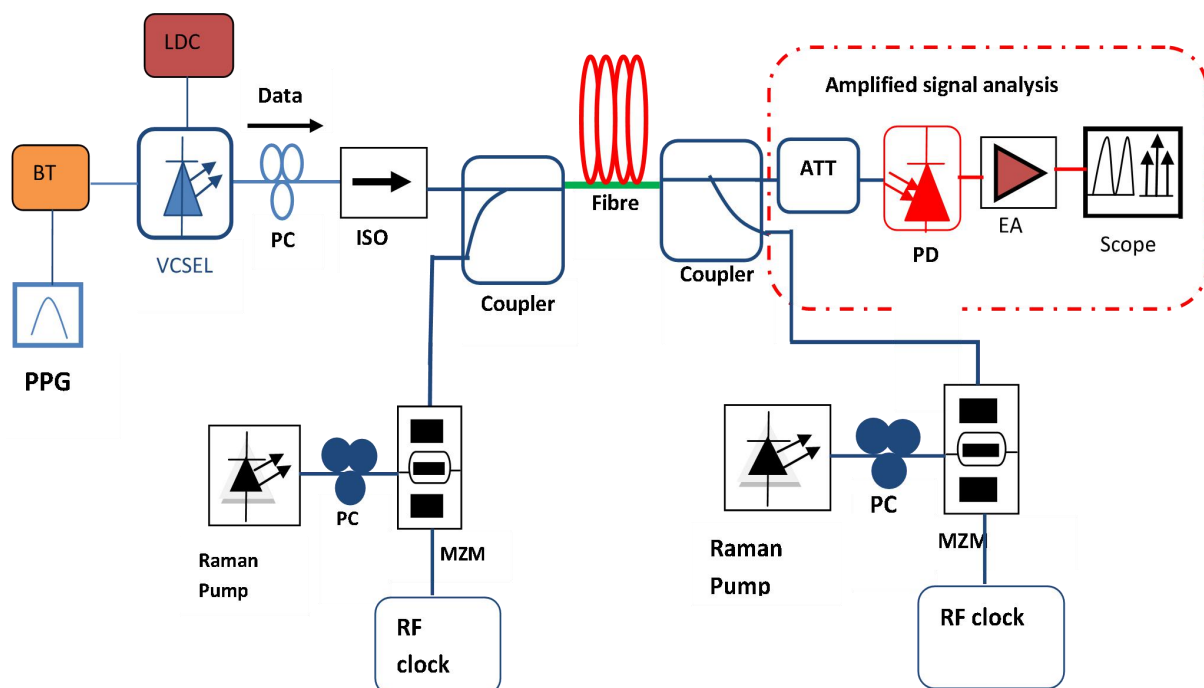 LDC
Data
Amplified signal analysis
BT
ATT
PC
ISO
Fibre
EA
VCSEL
PD
Scope
Coupler
Coupler
PPG
PC
PC
Raman
Pump
MZM
Raman
Pump
MZM
RF
clock
RF clock